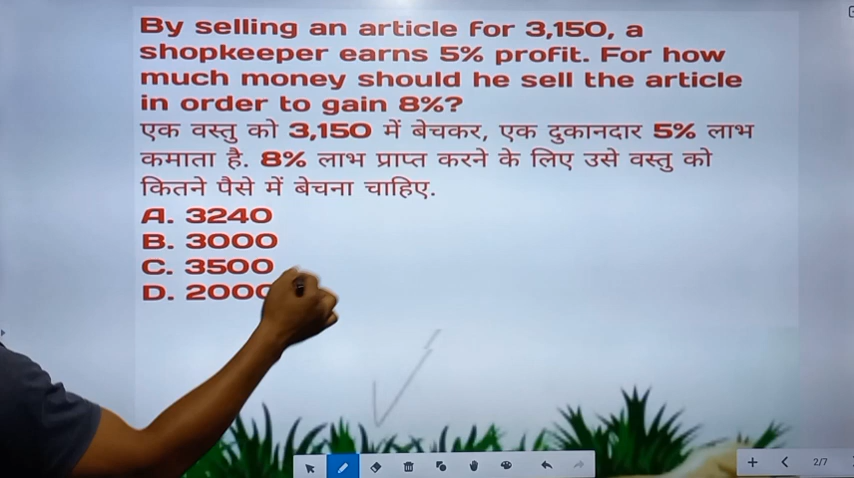 By selling an article for 3,150, a
shopkeeper earns 5% profit. For how
much money should he sell the article
in order to gain 8%?
एक वस्तु को 3,150 में बेचकर, एक दुकानदार 5% लाभ
कमाता है. 8% लाभ प्राप्त करने के लिए उसे वस्तु को
कितने पैसे में बेचना चाहिए.
A. 3240
B. 3000
C. 3500
D. 2000
2/7